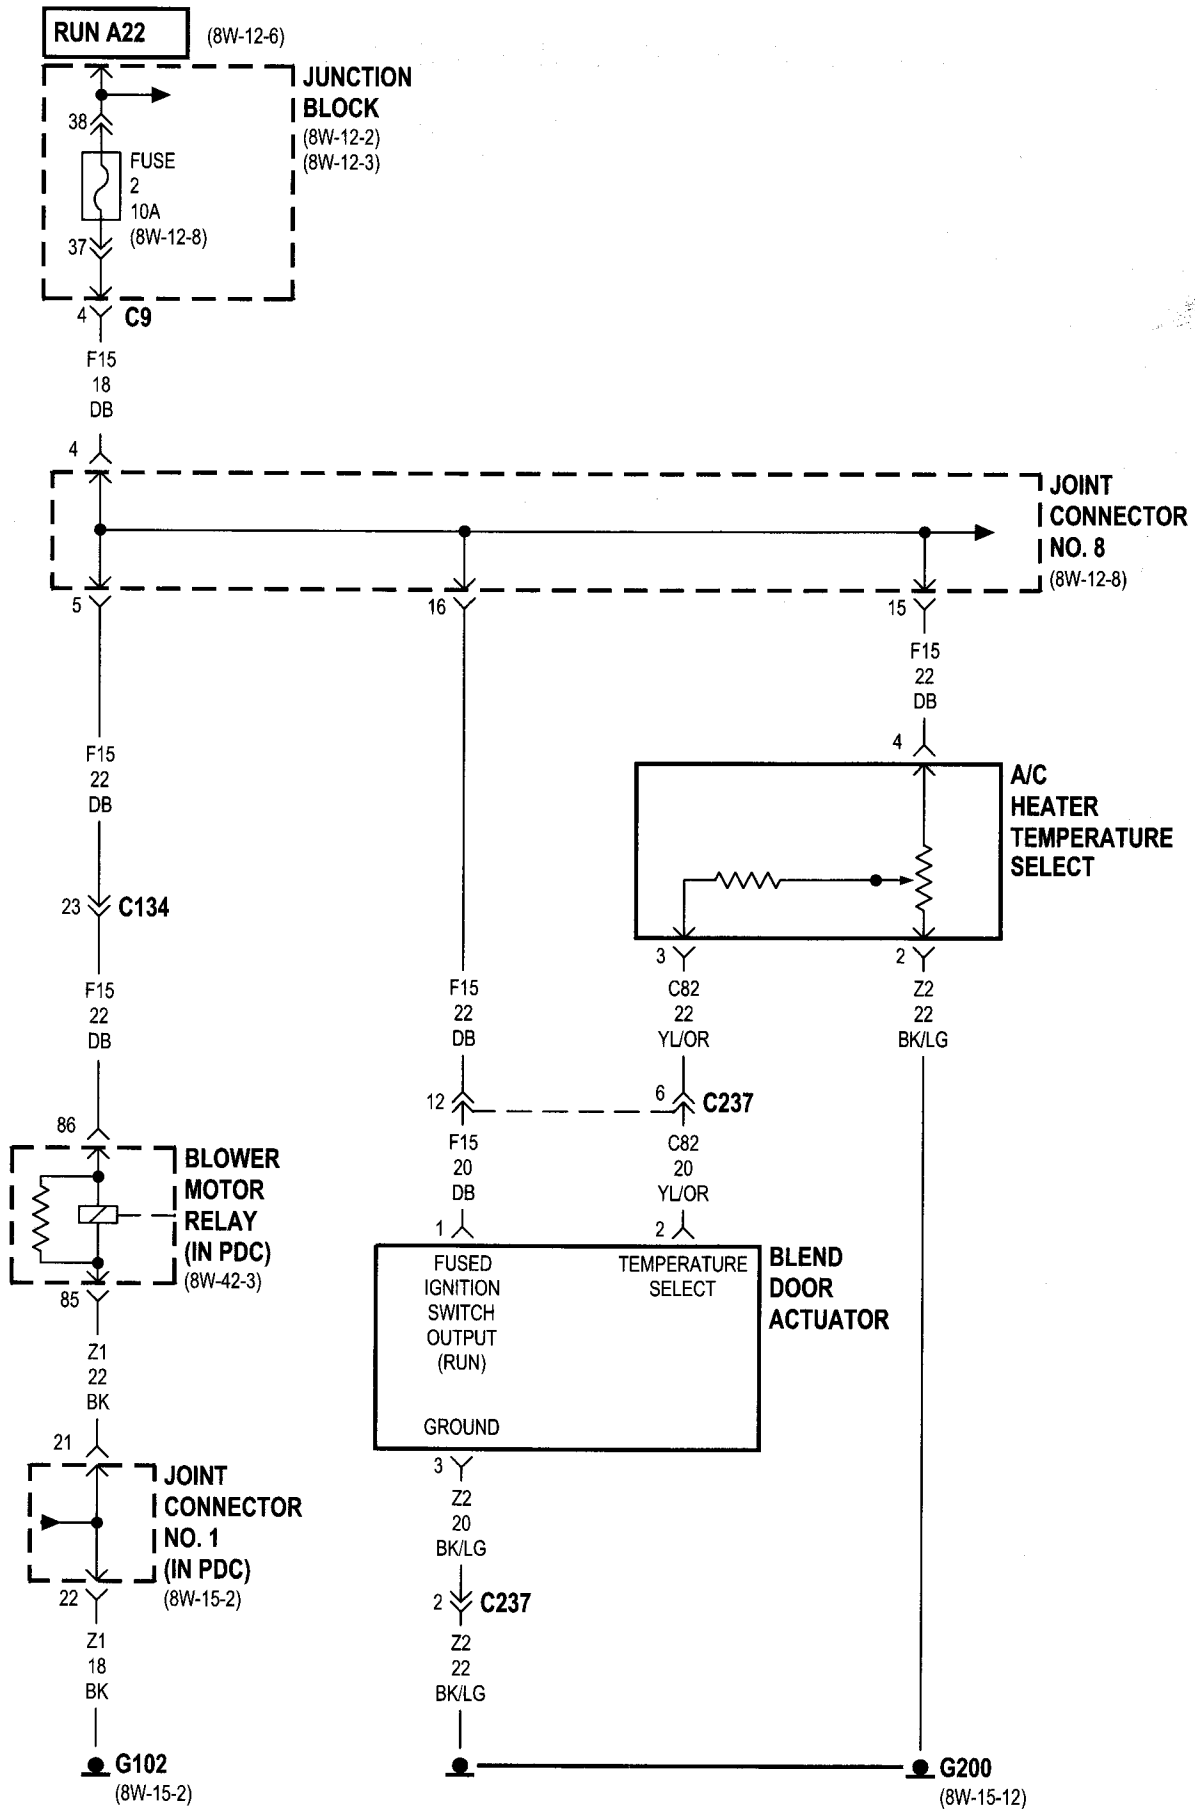 RUN A22
(8W-12-6)
JUNCTION
BLOCK
(8W-12-2)
(8W-12-3)
38
FUSE
2
10A
(8W-12-8)
37
4
C9
F15
18
DB
4
JOINT
CONNECTOR
NO. 8
(8W-12-8)
5
16
15
F15
22
DB
4
F15
22
DB
A/C
HEATER
TEMPERATURE
SELECT
23
C134
3
2
F15
22
DB
F15
22
DB
C82
22
YL/OR
Z2
22
BK/LG
12
6
C237
86
F15
20
DB
C82
20
YL/OR
BLOWER
MOTOR
RELAY
(IN PDC)
(8W-42-3)
1
2
FUSED
IGNITION
SWITCH
OUTPUT
(RUN)
TEMPERATURE
SELECT
BLEND
DOOR
ACTUATOR
85
Z1
22
BK
GROUND
21
3
JOINT
CONNECTOR
NO. 1
(IN PDC)
(8W-15-2)
Z2
20
BK/LG
22
2
C237
Z1
18
BK
Z2
22
BK/LG
G102
(8W-15-2)
G200
(8W-15-12)